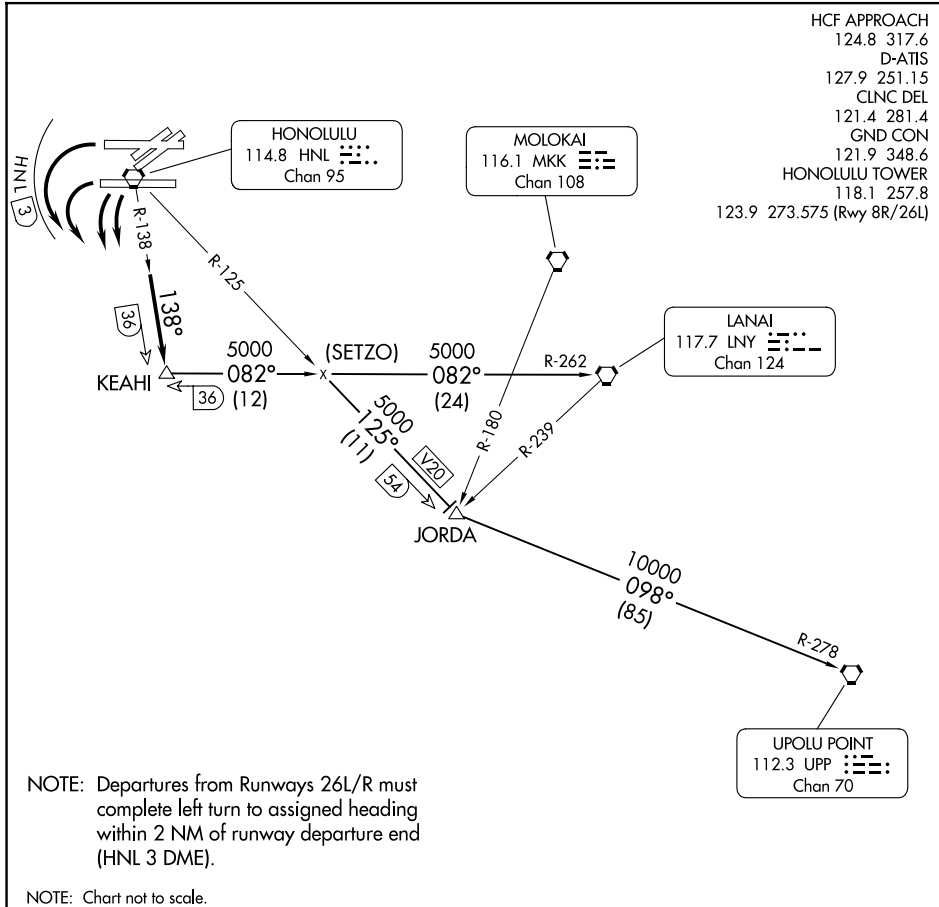 HCF APPROACH
124.8 317.6
D-ATIS
127.9 251.15
CLNC DEL
121.4 281.4
GND CON
121.9 348.6
HONOLULU TOWER
118.1 257.8
123.9 273.575 (Rwy 8R/26L)
HONOLULU
114.8 HNL
Chan 95
MOLOKAI
116.1 MKK
Chan 108
LANAI
117.7 LNY
Chan 124
HNL 3
R-138
R-125
138°
36
KEAHI
36
5000
082°
(12)
(SETZO)
5000
082°
(24)
R-262
R-180
R-239
5000
125°
(11)
V20
54
JORDA
10000
098°
(85)
R-278
UPOLU POINT
112.3 UPP
Chan 70
NOTE: Departures from Runways 26L/R must
complete left turn to assigned heading
within 2 NM of runway departure end
(HNL 3 DME).
NOTE: Chart not to scale.
X